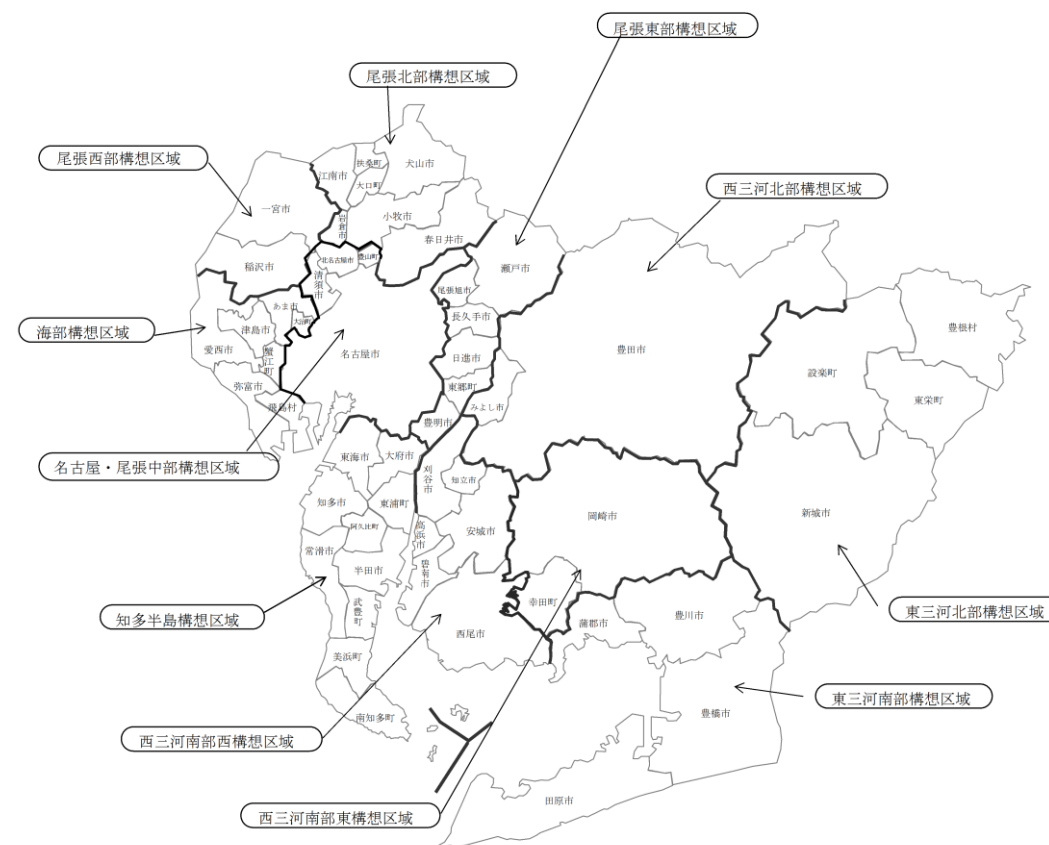 尾張東部構想区域
尾張北部構想区域
尾張西部構想区域
西三河北部構想区域
扶桑町
犬山市
江南市
大口町
一宮市
岩倉市
小牧市
春日井市
稲沢市
北名古屋市
豊山町
瀬戸市
清須市
尾張旭市
あま市
大治町
長久手市
豊根村
海部構想区域
津島市
愛西市
蟹江町
名古屋市
日進市
豊田市
設楽町
弥富市
東郷町
東栄町
飛島村
みよし市
豊明市
名古屋・尾張中部構想区域
東海市
大府市
刈谷市
知立市
知多市
東浦町
岡崎市
新城市
阿久比町
高浜市
安城市
常滑市
半田市
碧南市
武豊町
幸田町
東三河北部構想区域
知多半島構想区域
西尾市
蒲郡市
豊川市
美浜町
東三河南部構想区域
南知多町
豊橋市
西三河南部西構想区域
田原市
西三河南部東構想区域